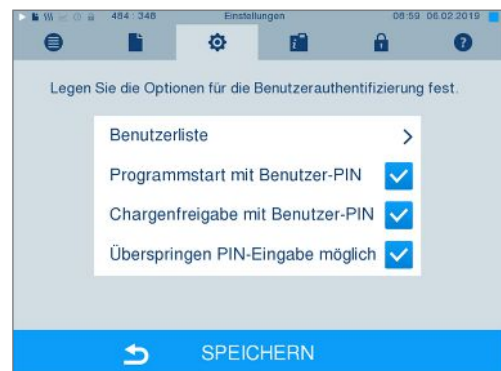 484 : 348 Einstellungen 08:59 06.02.2019
Legen Sie die Optionen für die Benutzerauthentifizierung fest.
Benutzerliste
Programmstart mit Benutzer-PIN
Chargenfreigabe mit Benutzer-PIN
Überspringen PIN-Eingabe möglich
SPEICHERN